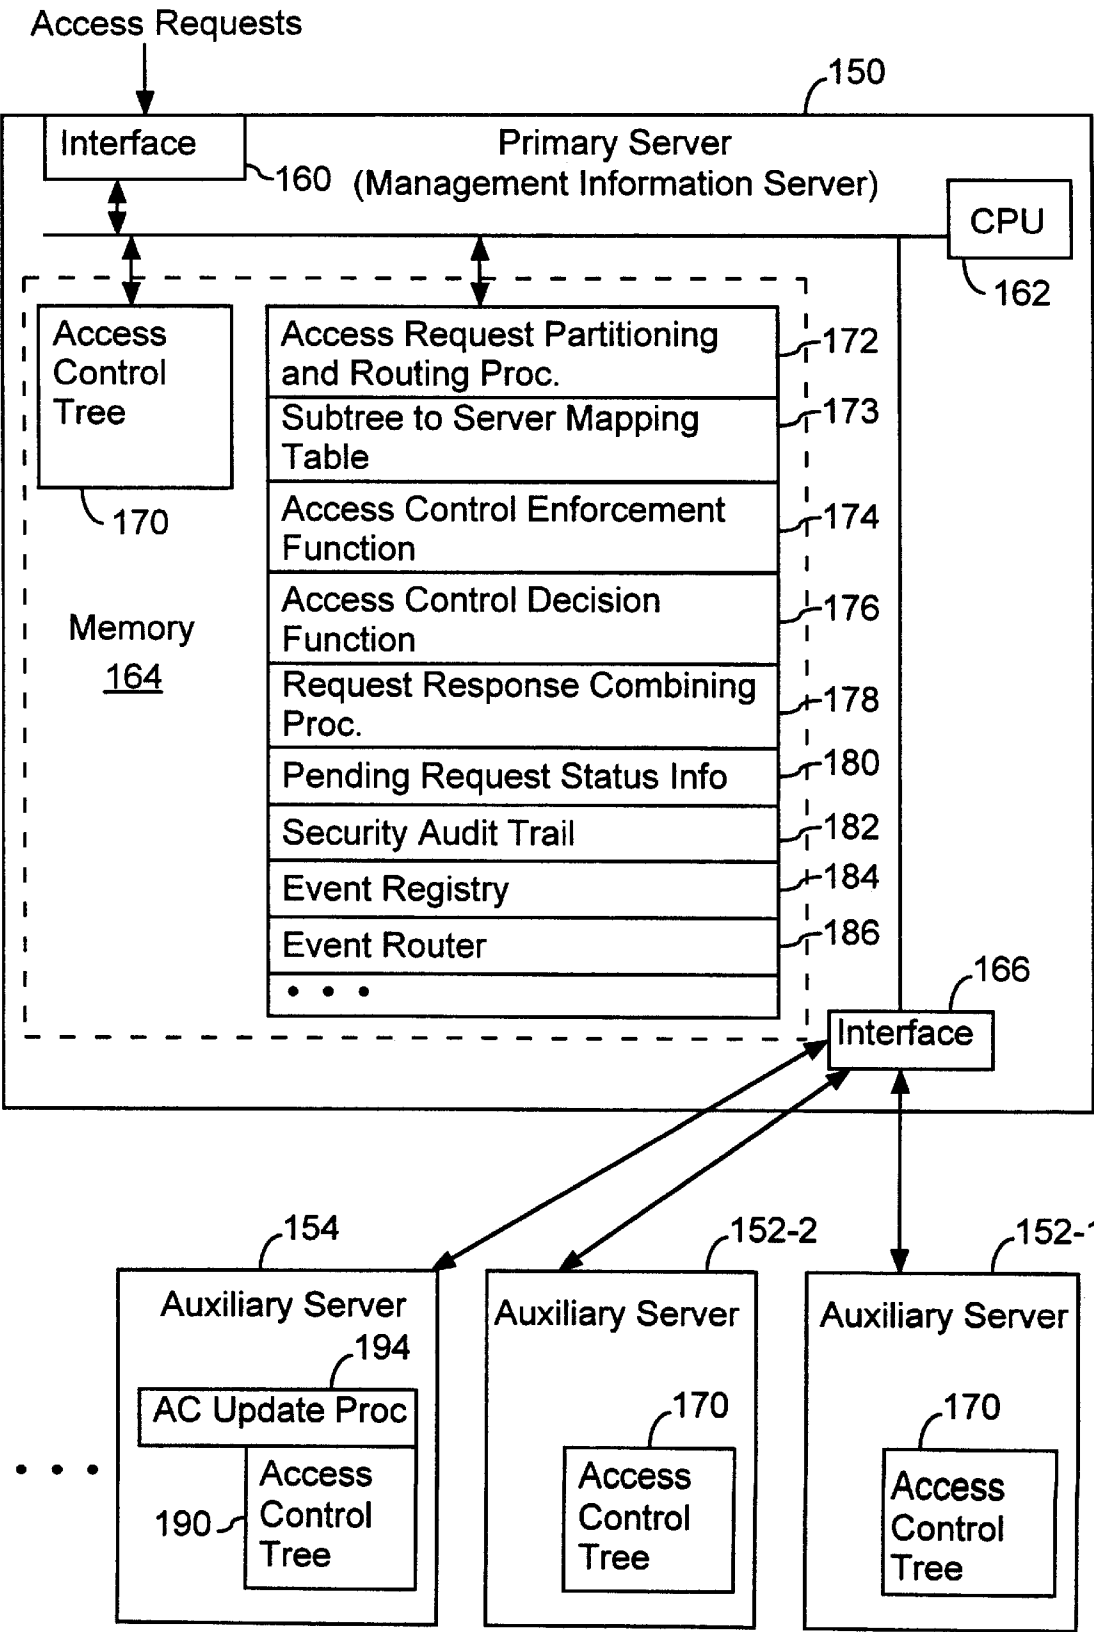 Access Requests
150
Interface
160
Primary Server
(Management Information Server)
CPU
162
Access
Control
Tree
170
Memory
164
Access Request Partitioning
and Routing Proc.
172
Subtree to Server Mapping
Table
173
Access Control Enforcement
Function
174
Access Control Decision
Function
176
Request Response Combining
Proc.
178
Pending Request Status Info
180
Security Audit Trail
182
Event Registry
184
Event Router
186
• • •
166
Interface
154
Auxiliary Server
194
AC Update Proc
190
Access
Control
Tree
• • •
152-2
Auxiliary Server
170
Access
Control
Tree
152-1
Auxiliary Server
170
Access
Control
Tree